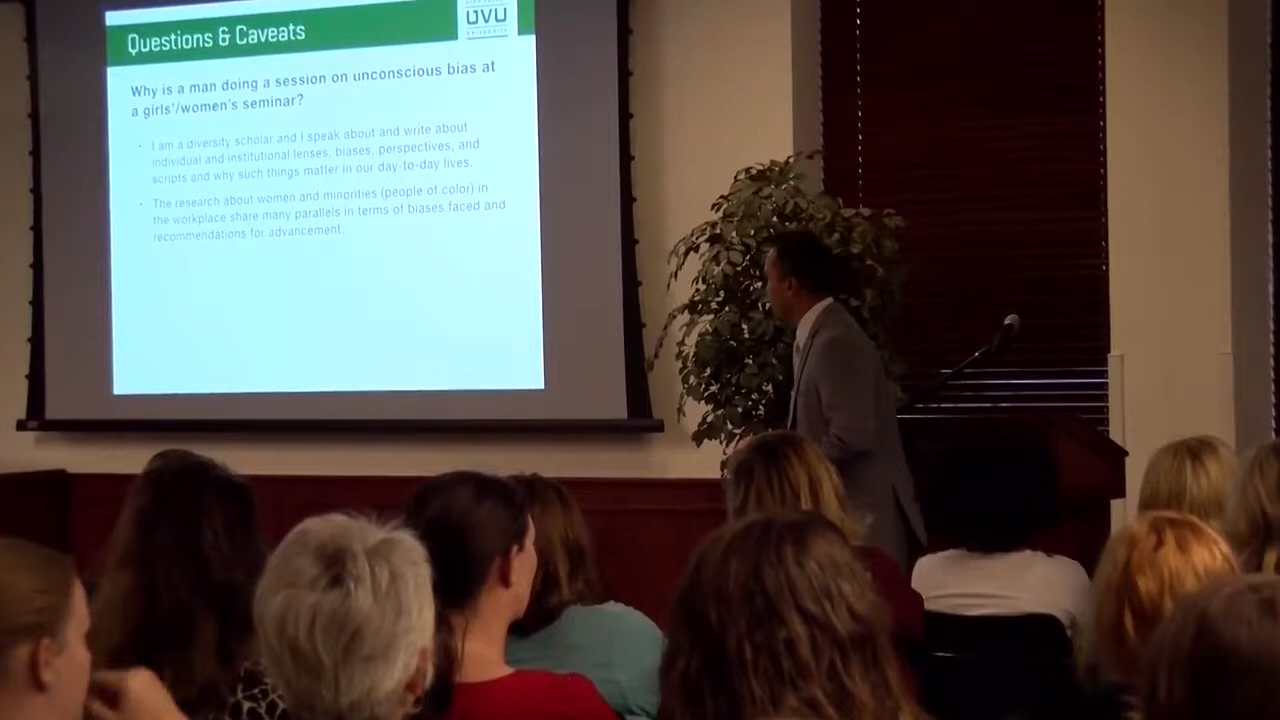 Questions & Caveats
UVU
UNIVERSITY
Why is a man doing a session on unconscious bias at
a girls'/women's seminar?
· I am a diversity scholar and I speak about and write about
individual and institutional lenses, biases, perspectives, and
scripts and why such things matter in our day-to-day lives.
· The research about women and minorities (people of color) in
the workplace share many parallels in terms of biases faced and
recommendations for advancement.